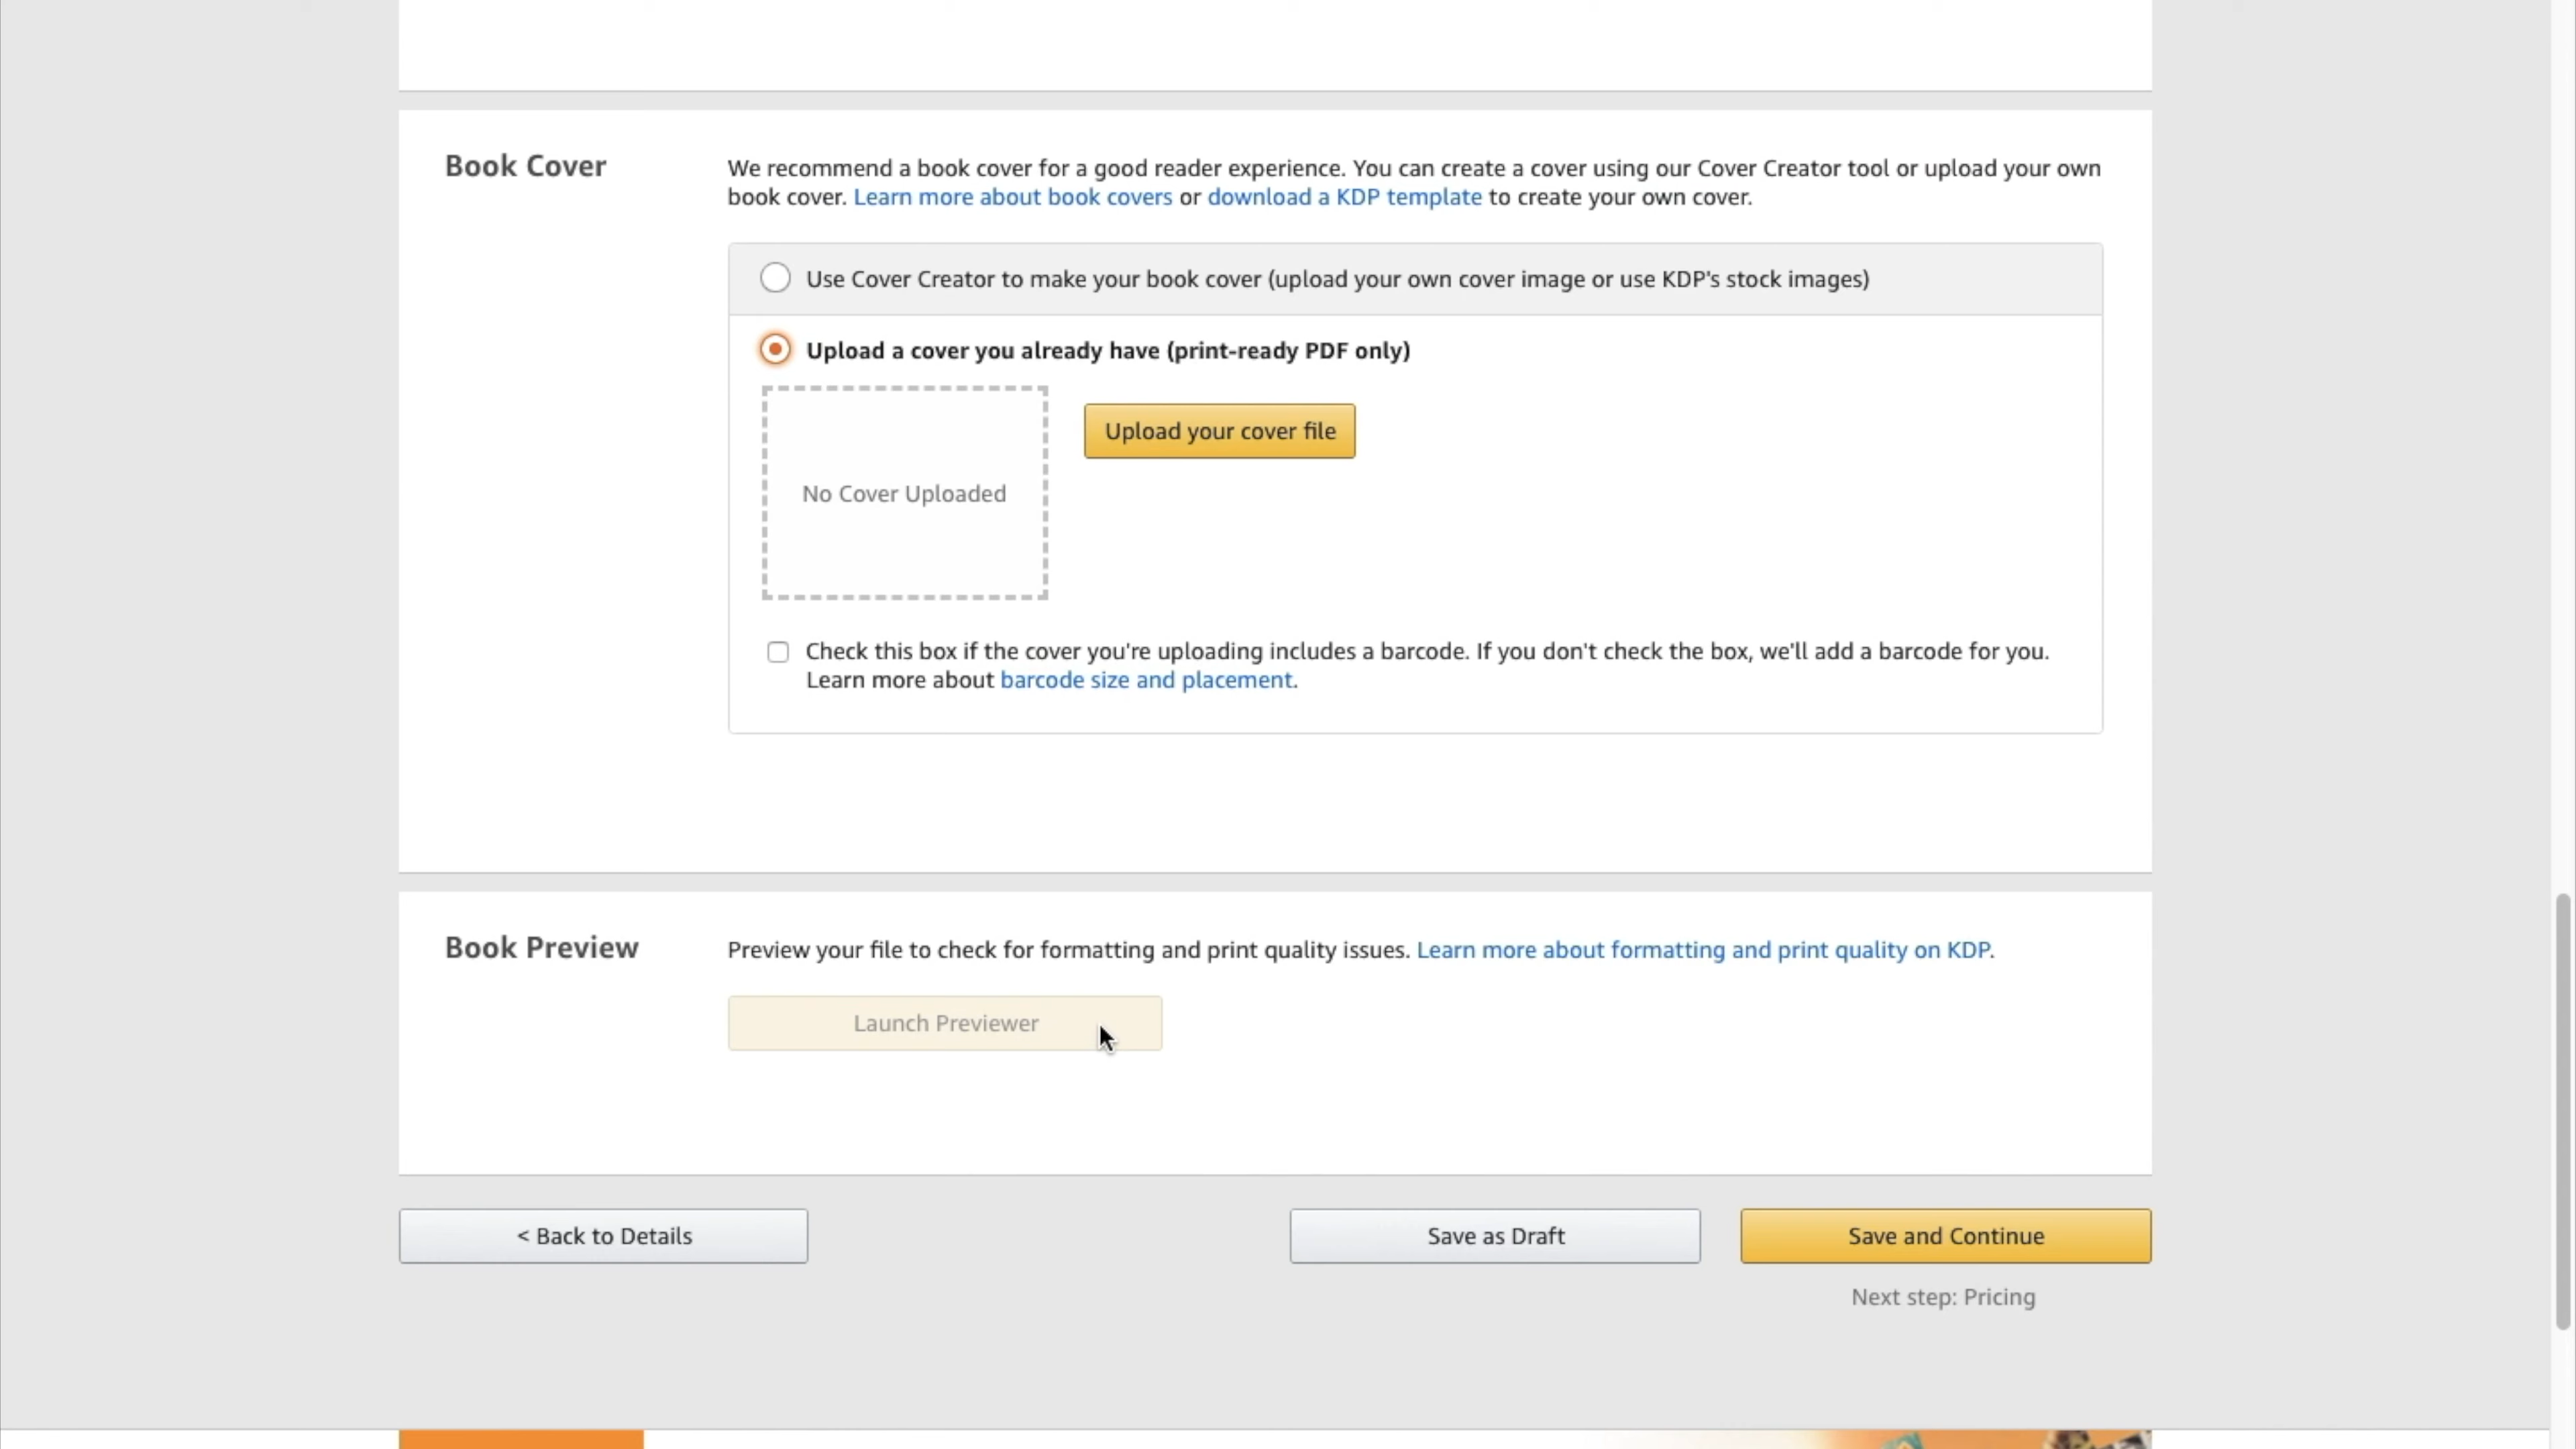 Book Cover
We recommend a book cover for a good reader experience. You can create a cover using our Cover Creator tool or upload your own
book cover. Learn more about book covers or download a KDP template to create your own cover.
Use Cover Creator to make your book cover (upload your own cover image or use KDP's stock images)
Upload a cover you already have (print-ready PDF only)
Upload your cover file
No Cover Uploaded
Check this box if the cover you're uploading includes a barcode. If you don't check the box, we'll add a barcode for you.
Learn more about barcode size and placement.
Book Preview
Preview your file to check for formatting and print quality issues. Learn more about formatting and print quality on KDP.
Launch Previewer
< Back to Details
Save as Draft
Save and Continue
Next step: Pricing